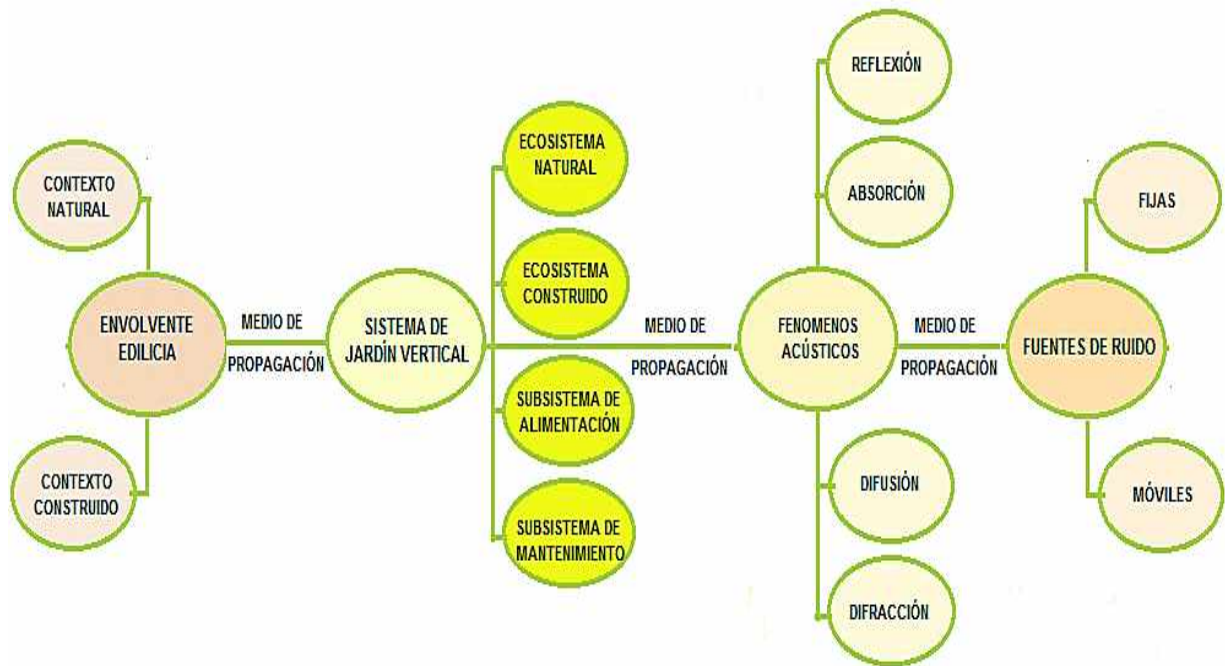 CONTEXTO
NATURAL
ENVOLVENTE
EDILICIA
CONTEXTO
CONSTRUIDO
MEDIO DE
PROPAGACIÓN
SISTEMA DE
JARDÍN VERTICAL
ECOSISTEMA
NATURAL
ECOSISTEMA
CONSTRUIDO
SUBSISTEMA DE
ALIMENTACIÓN
SUBSISTEMA DE
MANTENIMIENTO
MEDIO DE
PROPAGACIÓN
REFLEXIÓN
ABSORCIÓN
FENOMENOS
ACÚSTICOS
DIFUSIÓN
DIFRACCIÓN
MEDIO DE
PROPAGACIÓN
FIJAS
FUENTES DE RUIDO
MÓVILES